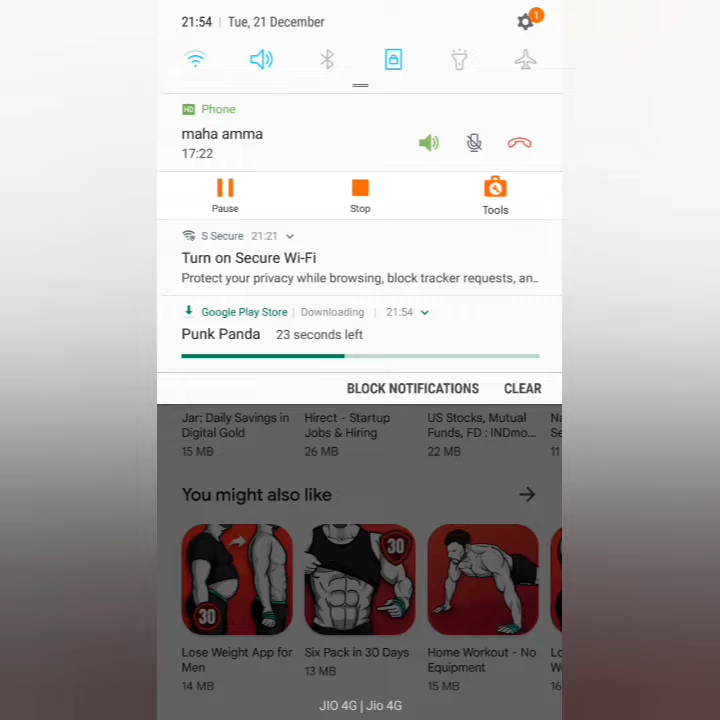 21:54 | Tue, 21 December
1
HD Phone
maha amma
17:22
Pause
Stop
Tools
S Secure 21:21
Turn on Secure Wi-Fi
Protect your privacy while browsing, block tracker requests, an..
Google Play Store | Downloading | 21:54
Punk Panda 23 seconds left
BLOCK NOTIFICATIONS CLEAR
Jar: Daily Savings in
Digital Gold
15 MB
Hirect - Startup
Jobs & Hiring
26 MB
US Stocks, Mutual
Funds, FD : INDmo...
22 MB
Na
Se
11
You might also like
30
30
Lose Weight App for
Men
14 MB
Six Pack in 30 Days
13 MB
Home Workout - No
Equipment
15 MB
Lo
W
16
JIO 4G | Jio 4G